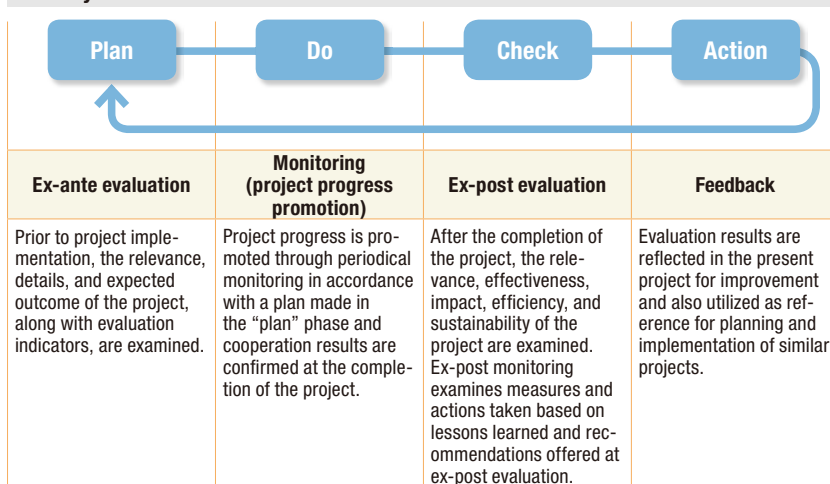 Plan
Do
Check
Action
Ex-ante evaluation
Monitoring
(project progress
promotion)
Ex-post evaluation
Feedback
Prior to project imple-
mentation, the relevance,
details, and expected
outcome of the project,
along with evaluation
indicators, are examined.
Project progress is pro-
moted through periodical
monitoring in accordance
with a plan made in
the “plan” phase and
cooperation results are
confirmed at the comple-
tion of the project.
After the completion of
the project, the rele-
vance, effectiveness,
impact, efficiency, and
sustainability of the
project are examined.
Ex-post monitoring
examines measures and
actions taken based on
lessons learned and rec-
ommendations offered at
ex-post evaluation.
Evaluation results are
reflected in the present
project for improvement
and also utilized as ref-
erence for planning and
implementation of similar
projects.